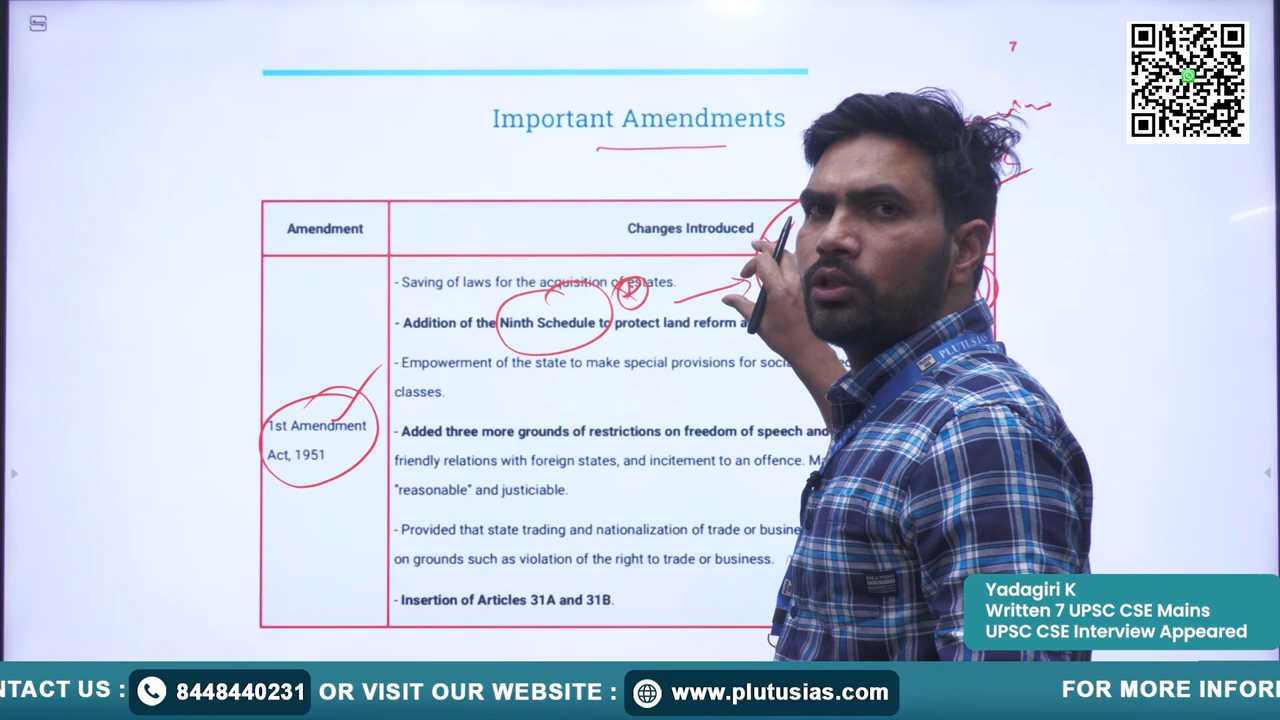 7
Important Amendments
Amendment
Changes Introduced
- Saving of laws for the acquisition of estates.
- Addition of the Ninth Schedule to protect land reform
- Empowerment of the state to make special provisions for
classes.
1st Amendment
Act, 1951
- Added three more grounds of restrictions on freedom of speech and
friendly relations with foreign states, and incitement to an offence.
"reasonable" and justiciable.
- Provided that state trading and nationalization of trade or
on grounds such as violation of the right to trade or business.
- Insertion of Articles 31A and 31B.
PLUTUS IAS
Yadagiri K
Written 7 UPSC CSE Mains
UPSC CSE Interview Appeared
NTACT US : 8448440231 OR VISIT OUR WEBSITE : www.plutusias.com FOR MORE INFOR